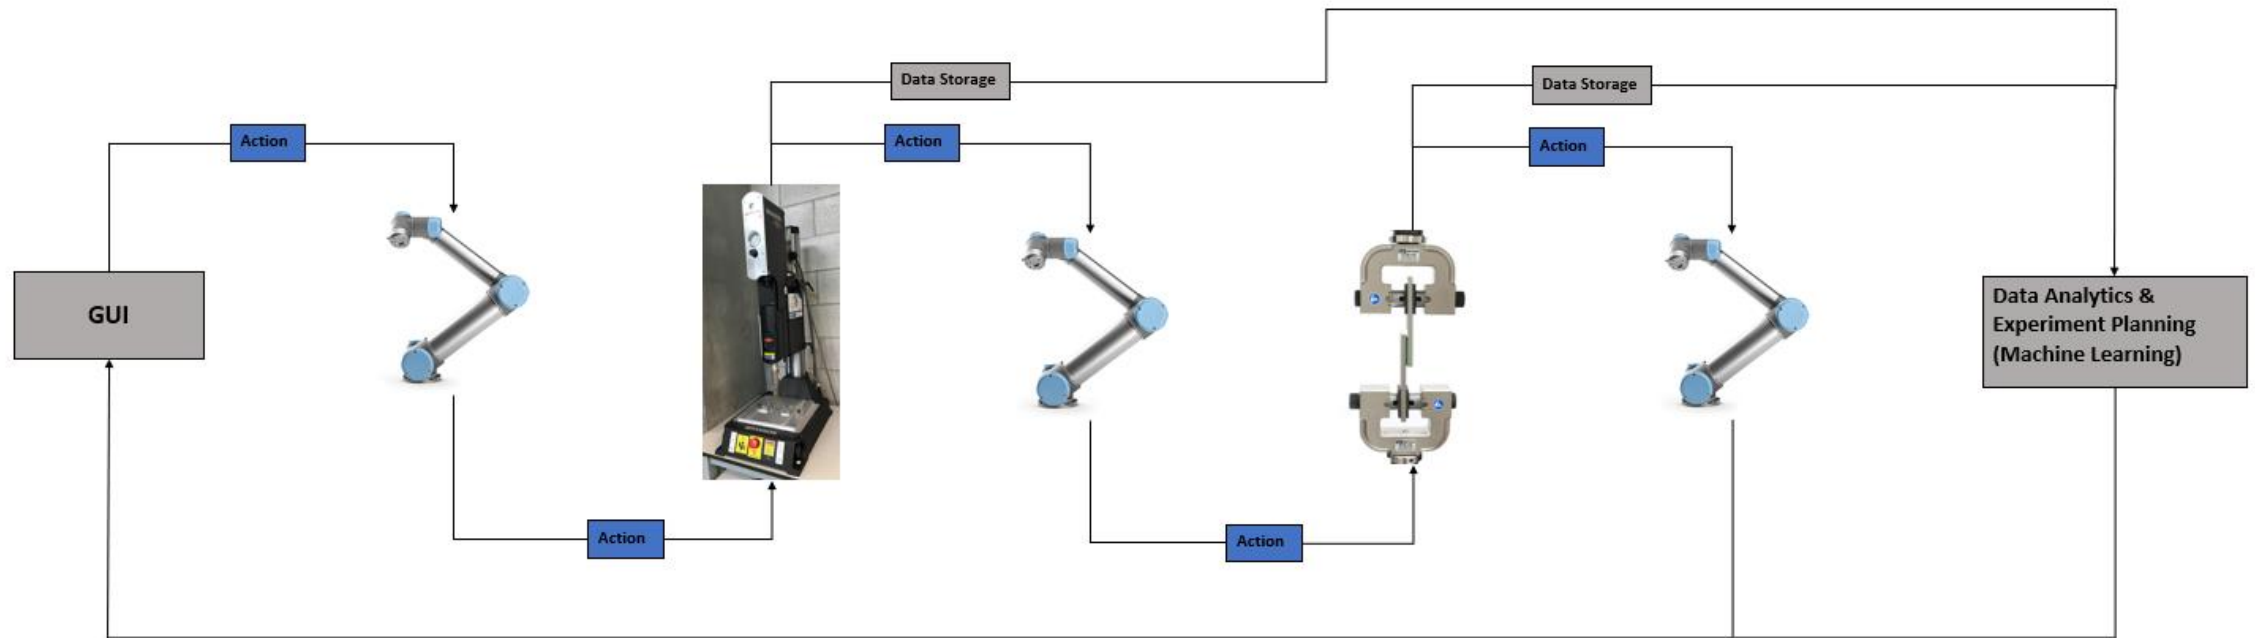 Data Storage
Data Storage
Action
Action
Action
GUI
Data Analytics &
Experiment Planning
(Machine Learning)
Action
Action